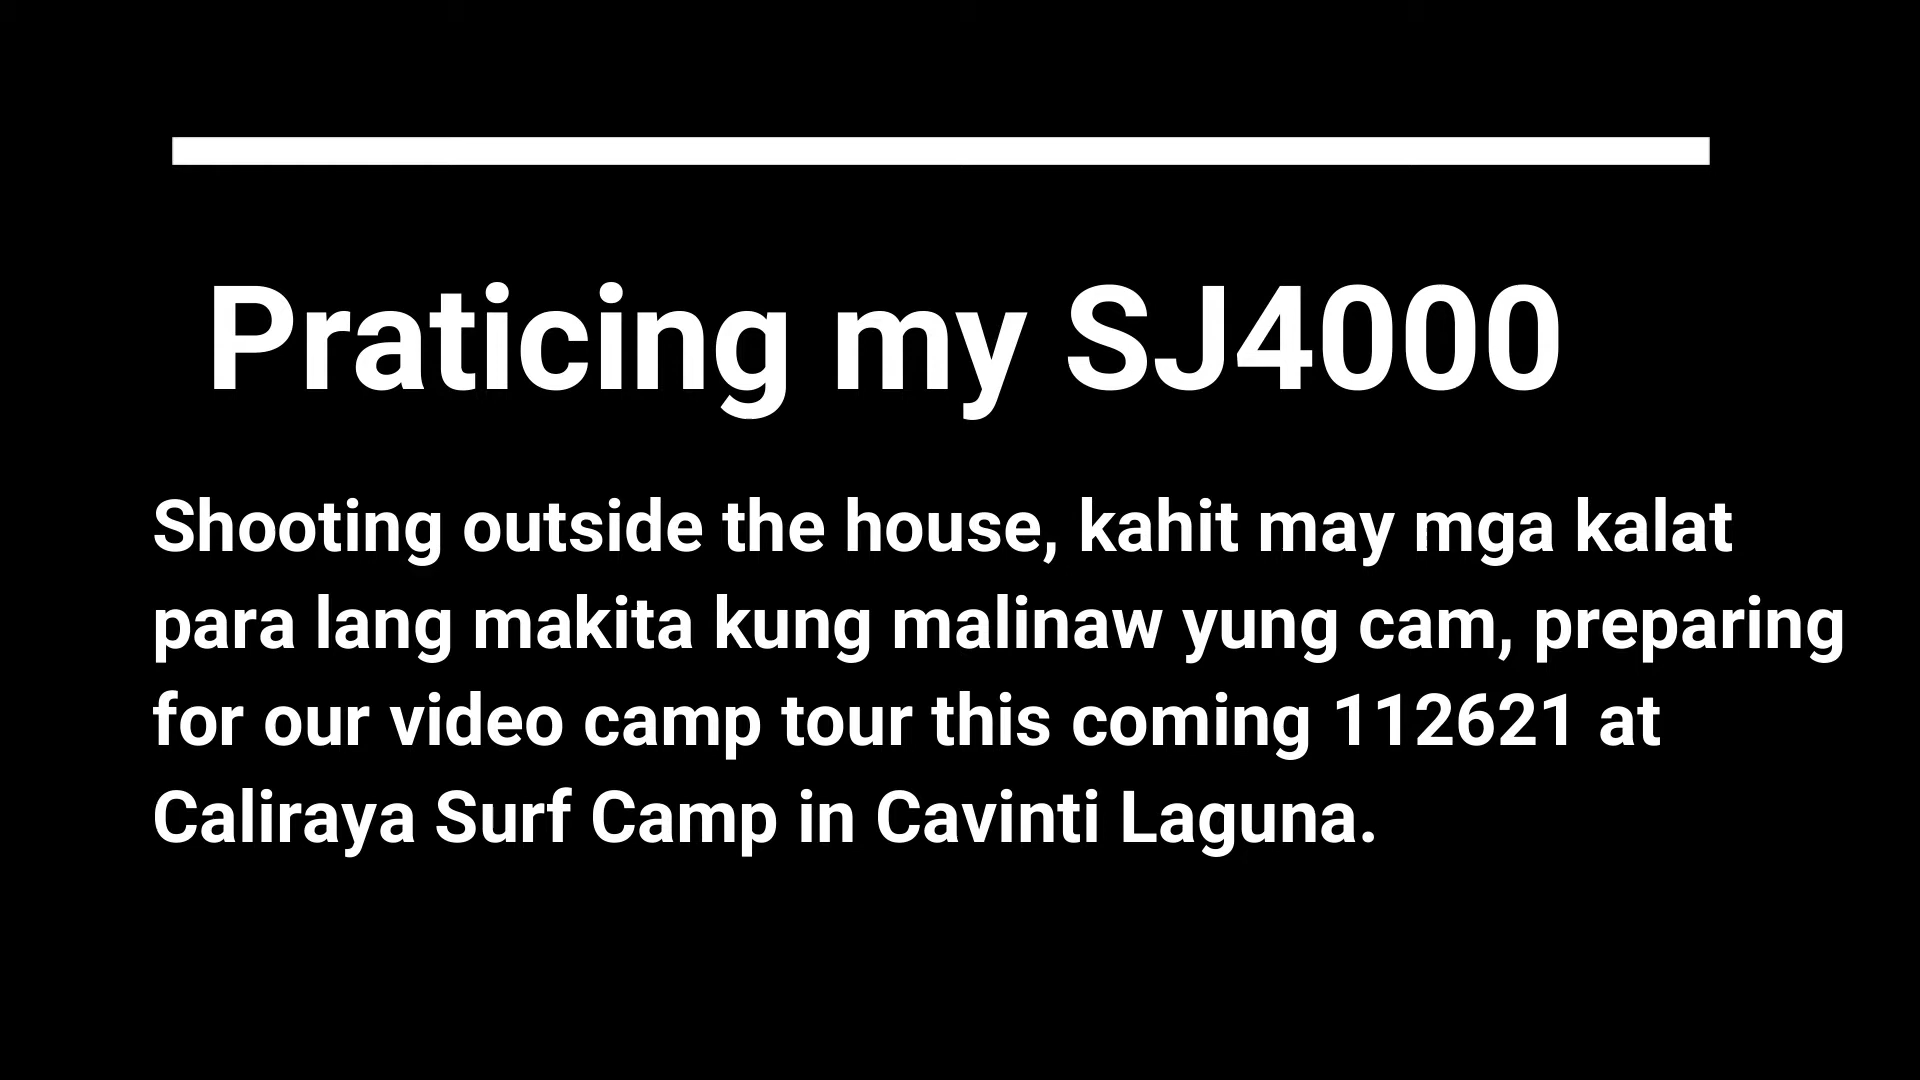 Praticing my SJ4000
Shooting outside the house, kahit may mga kalat
para lang makita kung malinaw yung cam, preparing
for our video camp tour this coming 112621 at
Caliraya Surf Camp in Cavinti Laguna.